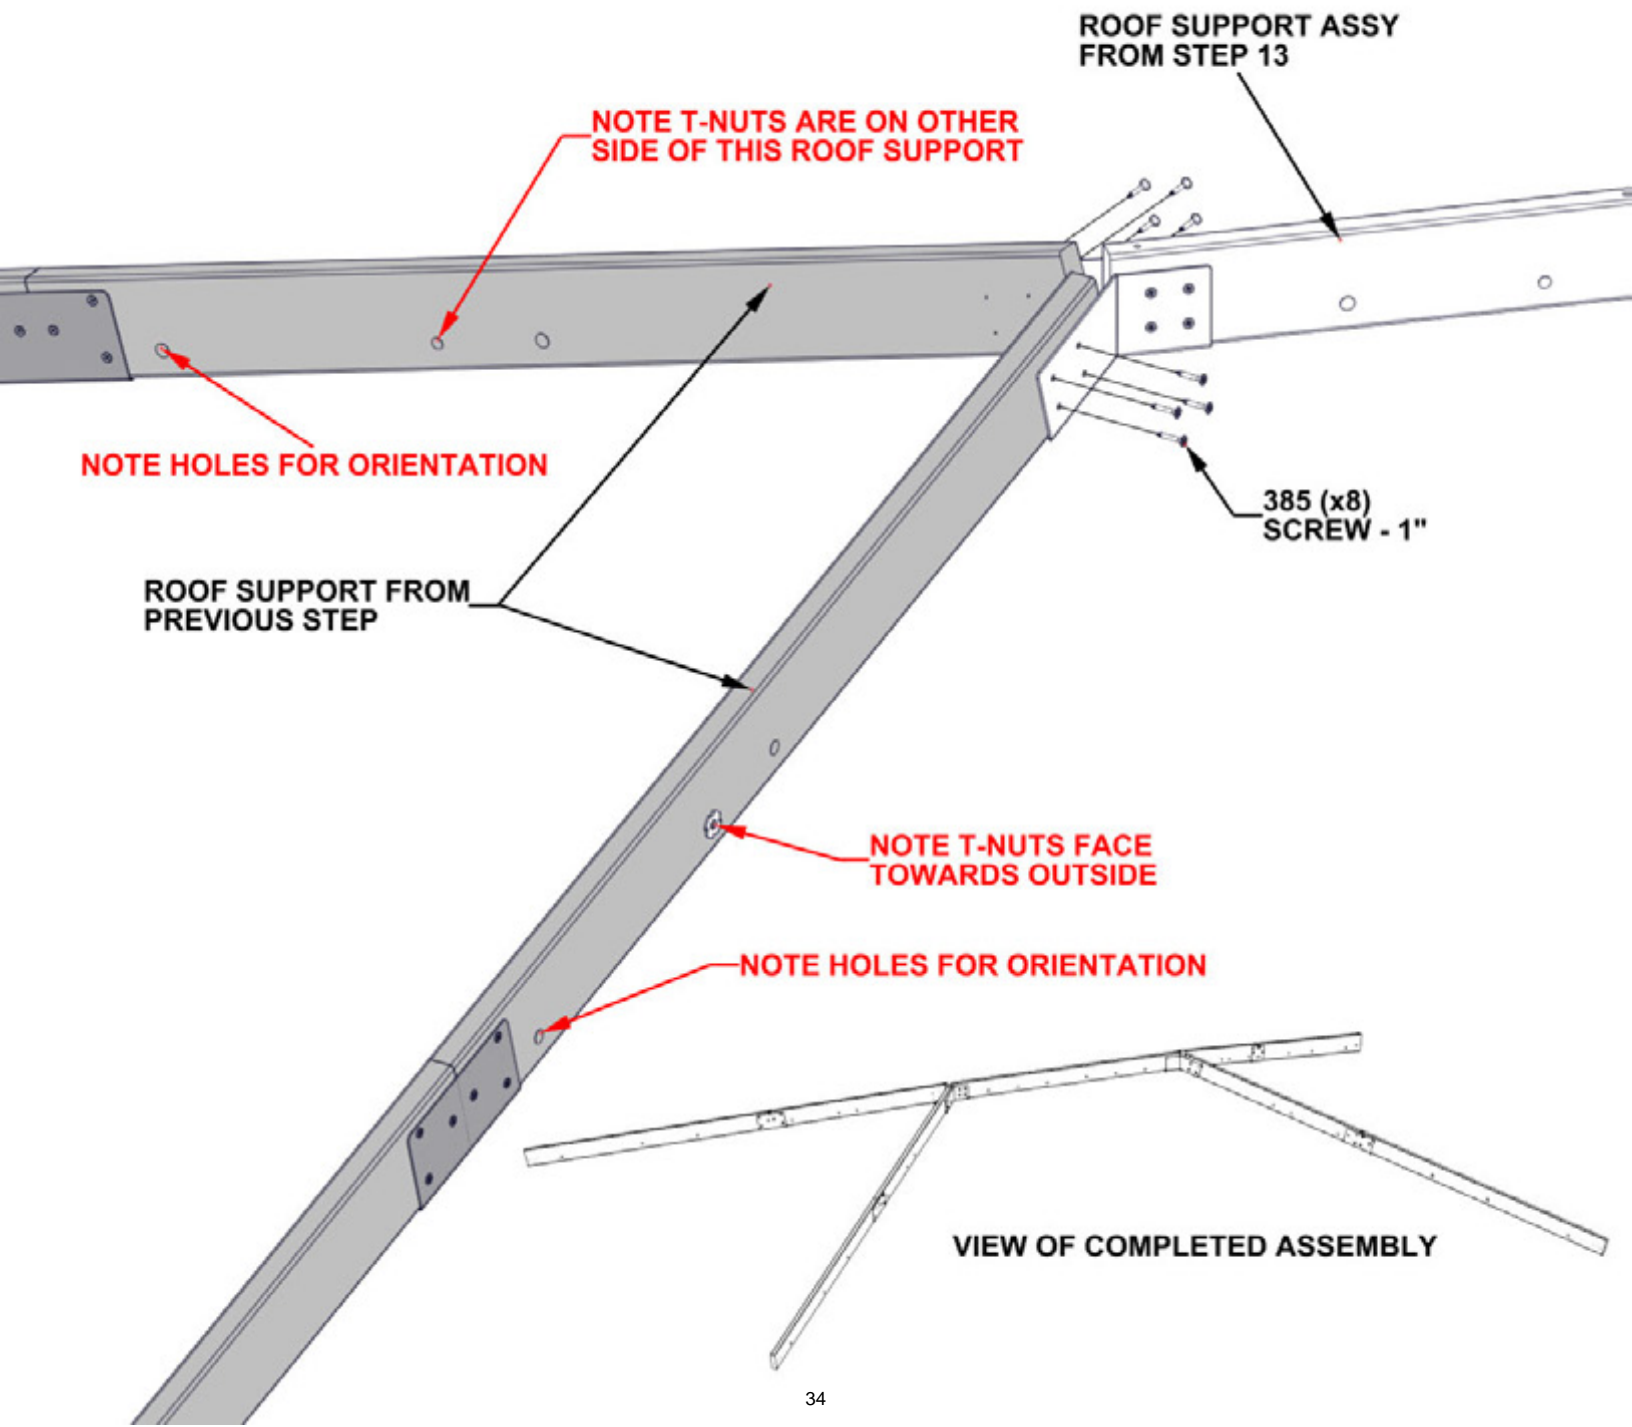 ROOF SUPPORT ASSY
FROM STEP 13
NOTE T-NUTS ARE ON OTHER
SIDE OF THIS ROOF SUPPORT
NOTE HOLES FOR ORIENTATION
385 (x8)
SCREW - 1"
ROOF SUPPORT FROM
PREVIOUS STEP
NOTE T-NUTS FACE
TOWARDS OUTSIDE
NOTE HOLES FOR ORIENTATION
VIEW OF COMPLETED ASSEMBLY
34